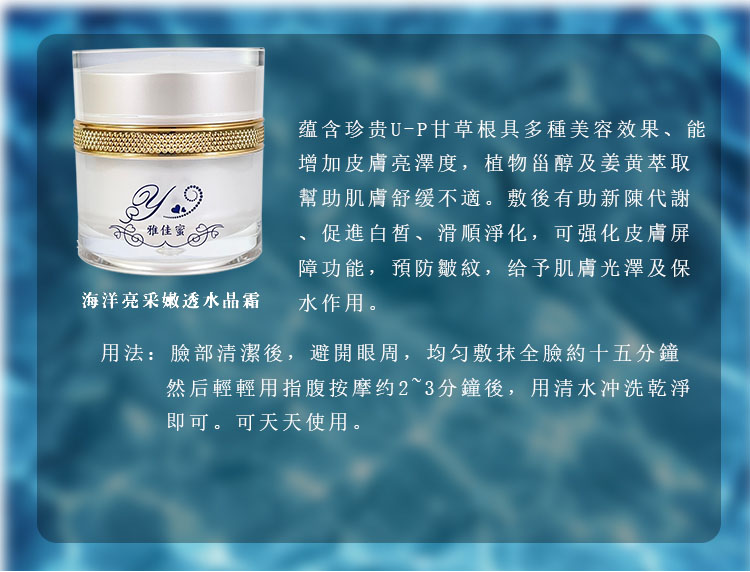 蕴含珍贵U-P甘草根具多種美容效果、能
增加皮膚亮澤度，植物甾醇及姜黄萃取
幫助肌膚舒缓不適。敷後有助新陳代謝
、促進白皙、滑順淨化，可强化皮膚屏
障功能，預防皺紋，给予肌膚光澤及保
水作用。
Y
雅佳蜜
海洋亮采嫩透水晶霜
用法：臉部清潔後，避開眼周，均匀敷抹全臉約十五分鐘
然后輕輕用指腹按摩约2~3分鐘後，用清水冲洗乾淨
即可。可天天使用。